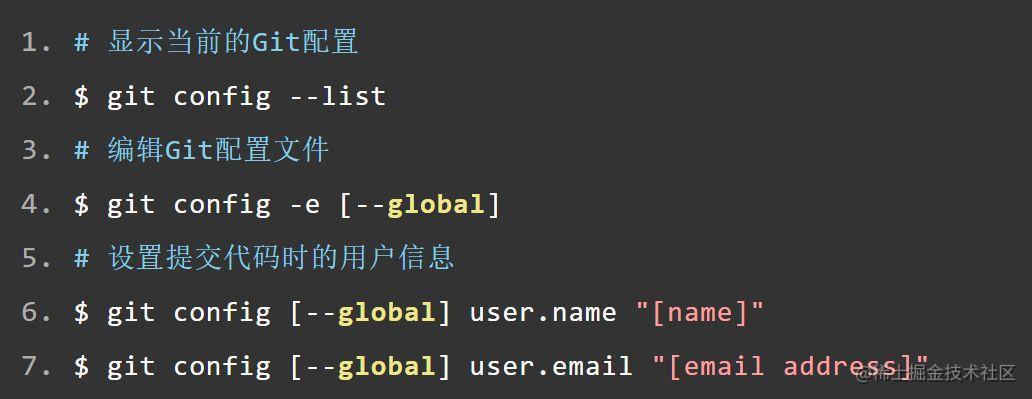 1. # 显示当前的Git配置
2. $ git config --list
3. # 编辑Git配置文件
4. $ git config -e [--global]
5. # 设置提交代码时的用户信息
6. $ git config [--global] user.name "[name]"
7. $ git config [--global] user.email "[email address]"
@稀土掘金技术社区